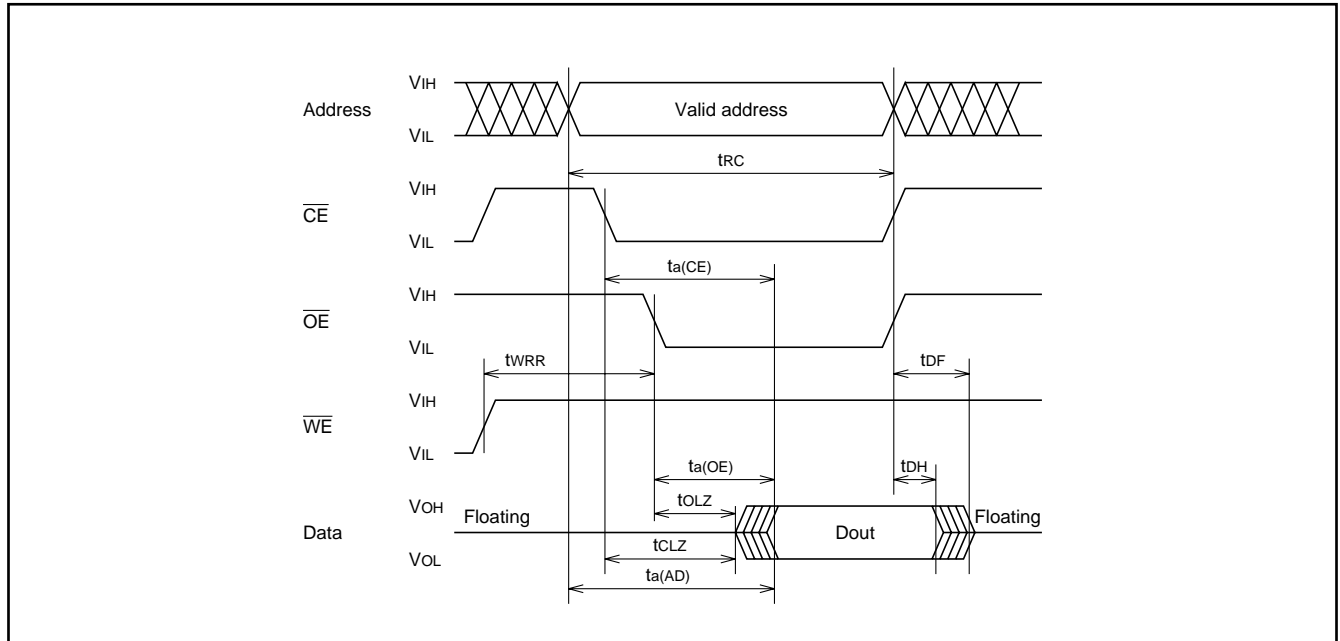 VIH
Address
Valid address
VIL
tRC
VIH
CE
VIL
ta(CE)
VIH
OE
VIL
tWRR
tDF
VIH
WE
VIL
ta(OE)
tDH
tOLZ
VOH
Floating
Floating
Data
Dout
tCLZ
VOL
ta(AD)